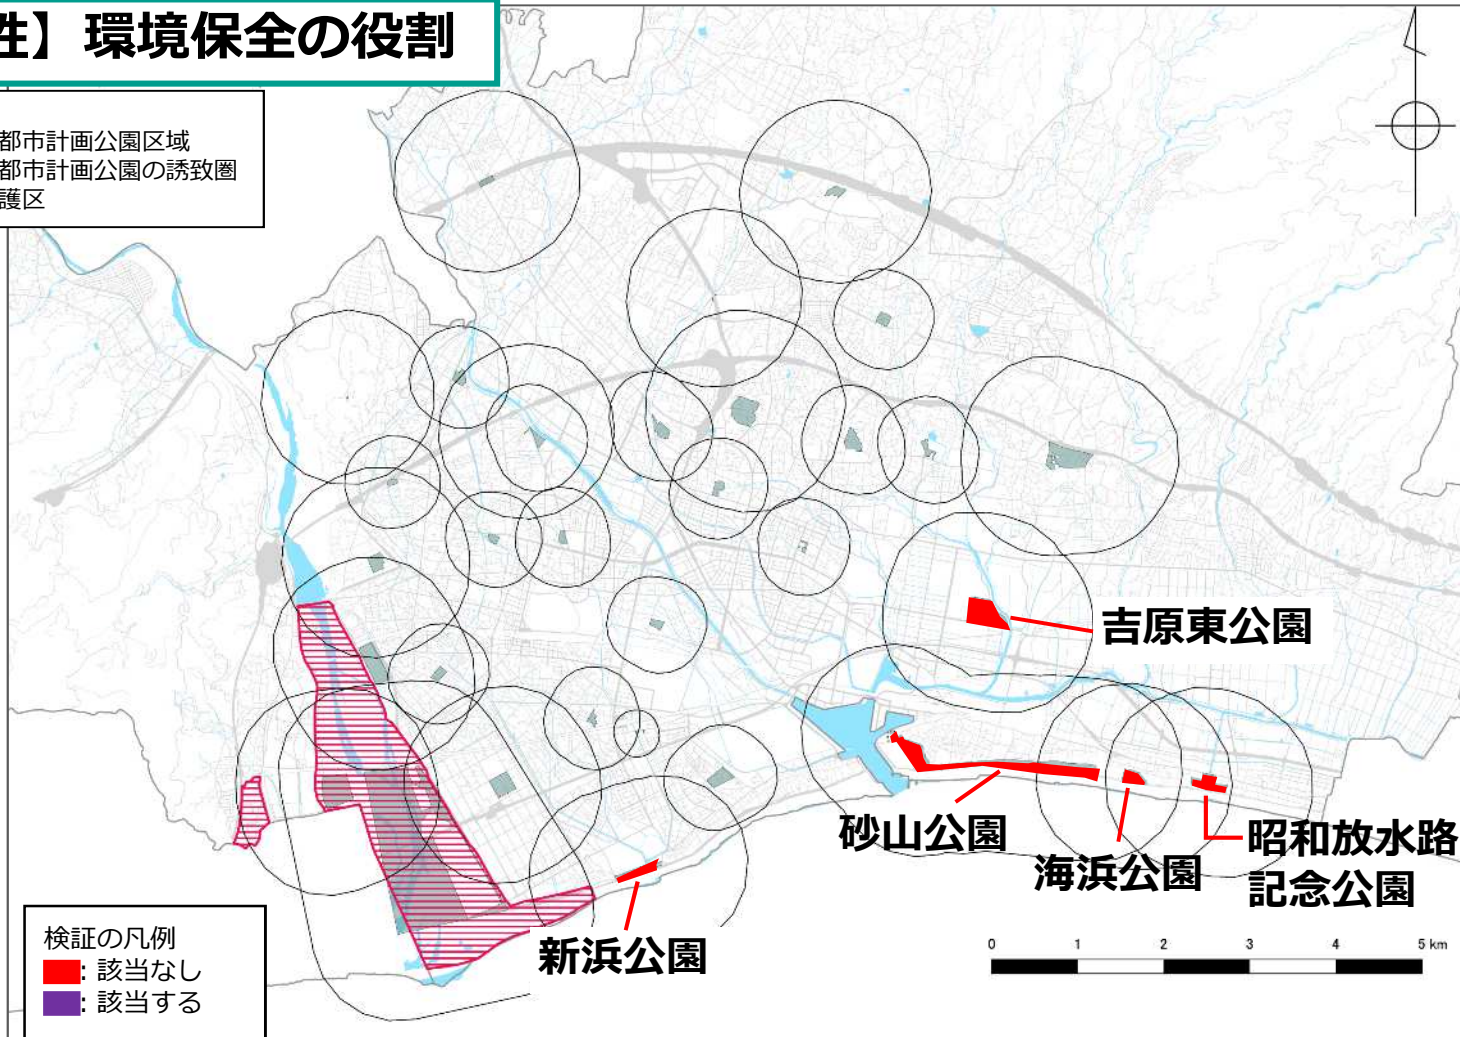 性】環境保全の役割
都市計画公園区域
都市計画公園の誘致圏
護区
吉原東公園
砂山公園
海浜公園
昭和放水路
記念公園
新浜公園
0 1 2 3 4 5 km
検証の凡例
: 該当なし
: 該当する